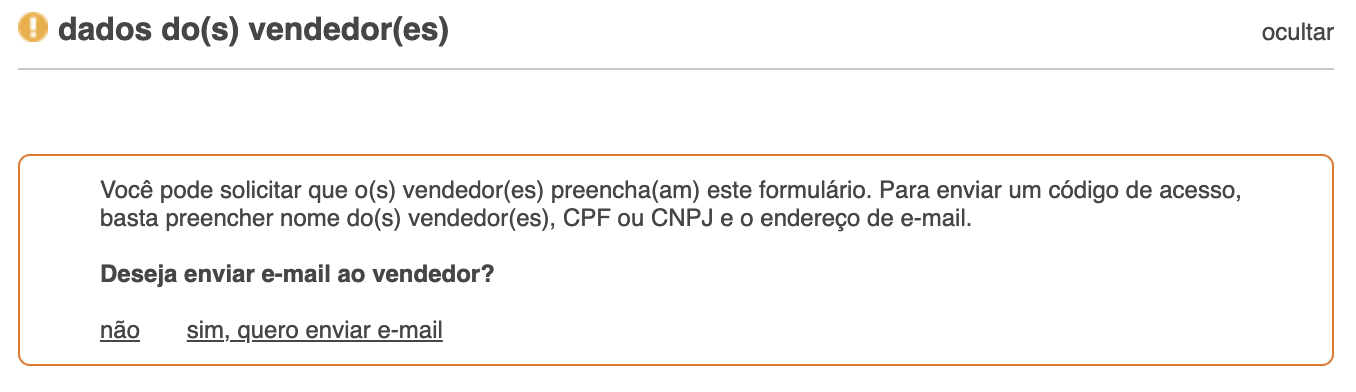 dados do(s) vendedor(es)
ocultar
Você pode solicitar que o(s) vendedor(es) preencha(am) este formulário. Para enviar um código de acesso,
basta preencher nome do(s) vendedor(es), CPF ou CNPJ e o endereço de e-mail.
Deseja enviar e-mail ao vendedor?
não sim, quero enviar e-mail